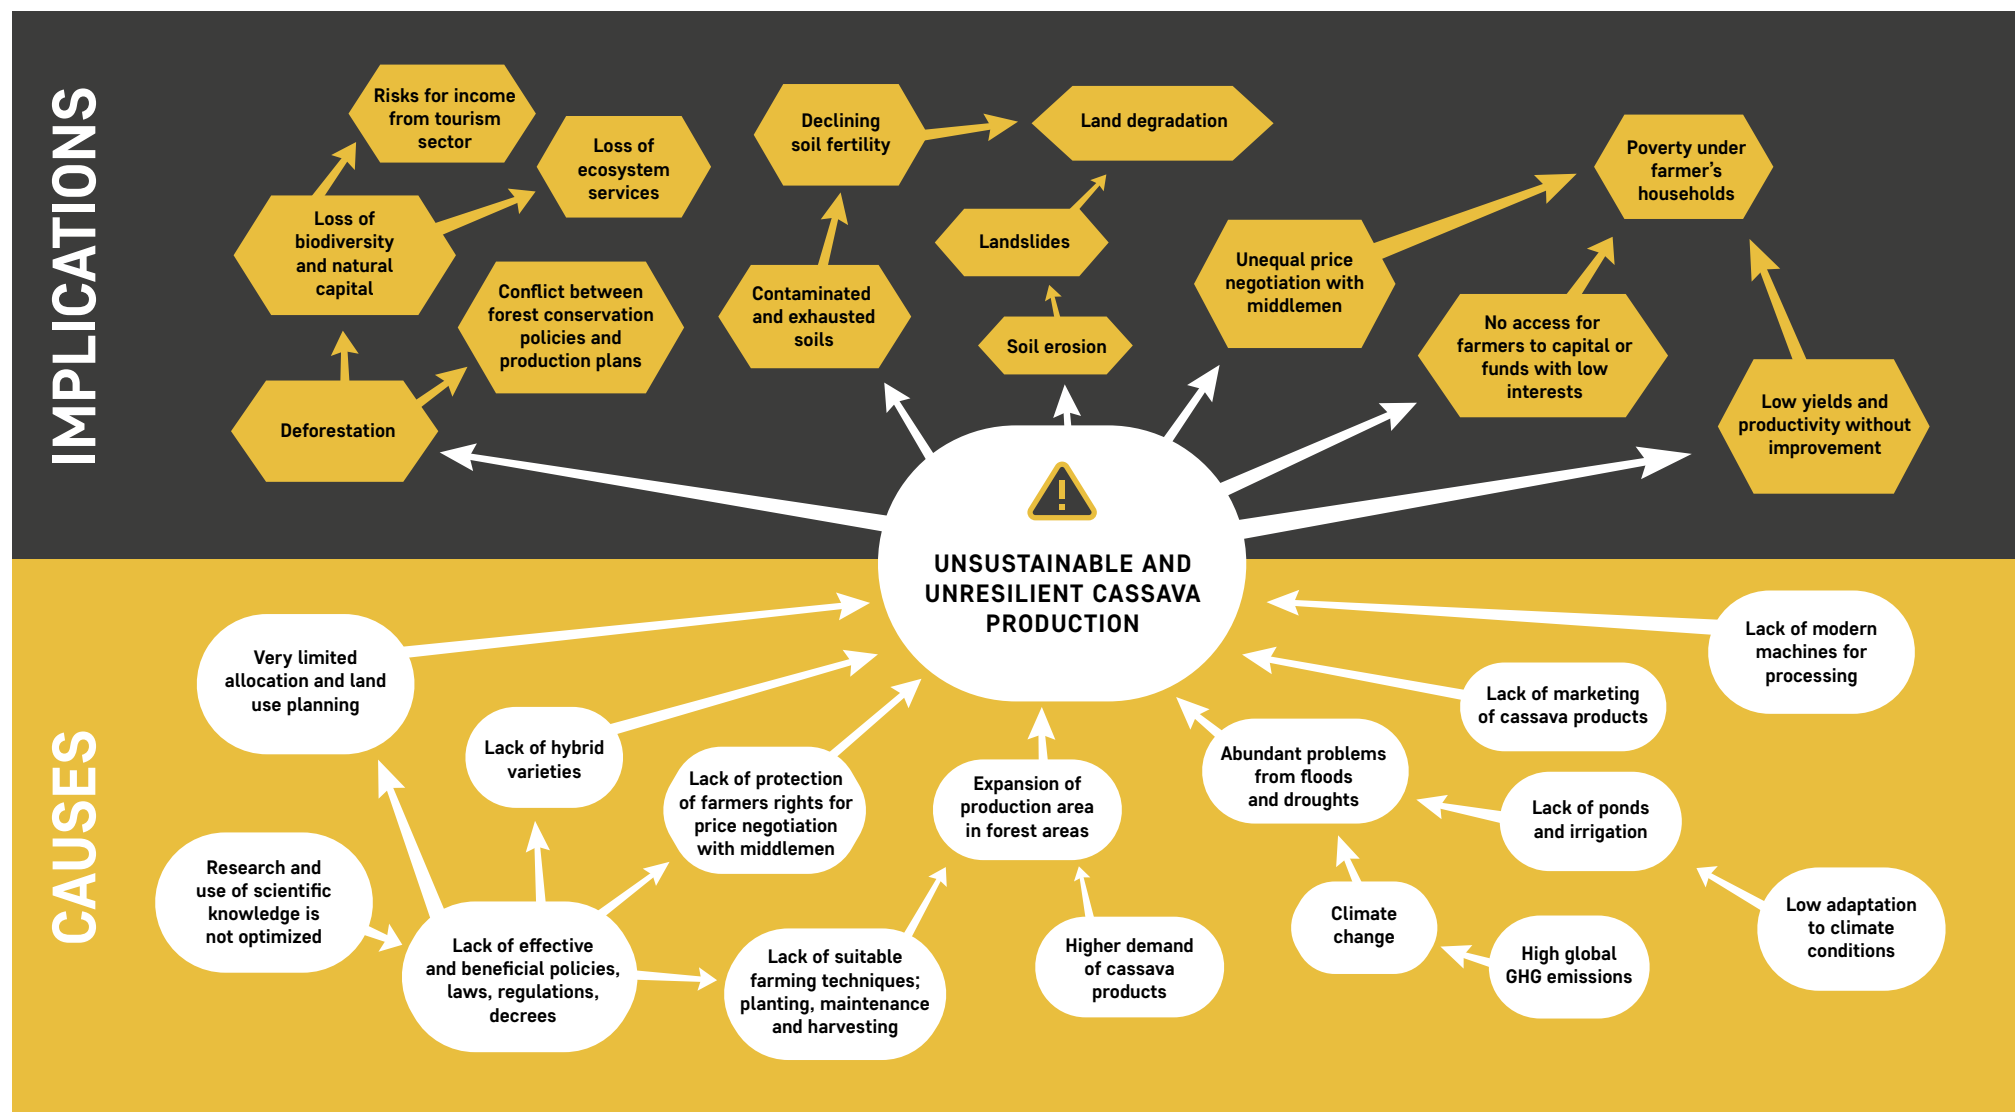 IMPLICATIONS
Risks for income
from tourism
sector
Loss of
ecosystem
services
Loss of
biodiversity
and natural
capital
Conflict between
forest conservation
policies and
production plans
Deforestation
Declining
soil fertility
Land degradation
Contaminated
and exhausted
soils
Landslides
Soil erosion
Unequal price
negotiation with
middlemen
Poverty under
farmer's
households
No access for
farmers to capital or
funds with low
interests
Low yields and
productivity without
improvement
UNSUSTAINABLE AND
UNRESILIENT CASSAVA
PRODUCTION
CAUSES
Very limited
allocation and land
use planning
Lack of hybrid
varieties
Lack of protection
of farmers rights for
price negotiation
with middlemen
Research and
use of scientific
knowledge is
not optimized
Lack of effective
and beneficial policies,
laws, regulations,
decrees
Lack of suitable
farming techniques;
planting, maintenance
and harvesting
Expansion of
production area
in forest areas
Higher demand
of cassava
products
Abundant problems
from floods
and droughts
Climate
change
High global
GHG emissions
Lack of marketing
of cassava products
Lack of modern
machines for
processing
Lack of ponds
and irrigation
Low adaptation
to climate
conditions